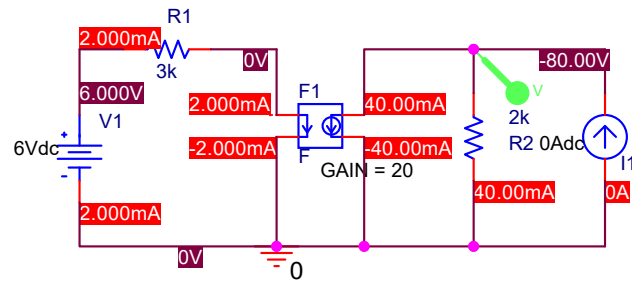 R1
2.000mA
3k
0V
-80.00V
6.000V
F1
V
V1
2.000mA
40.00mA
2k
6Vdc
-2.000mA
F
-40.00mA
R2
0Adc
I1
GAIN = 20
2.000mA
40.00mA
0A
0V
0